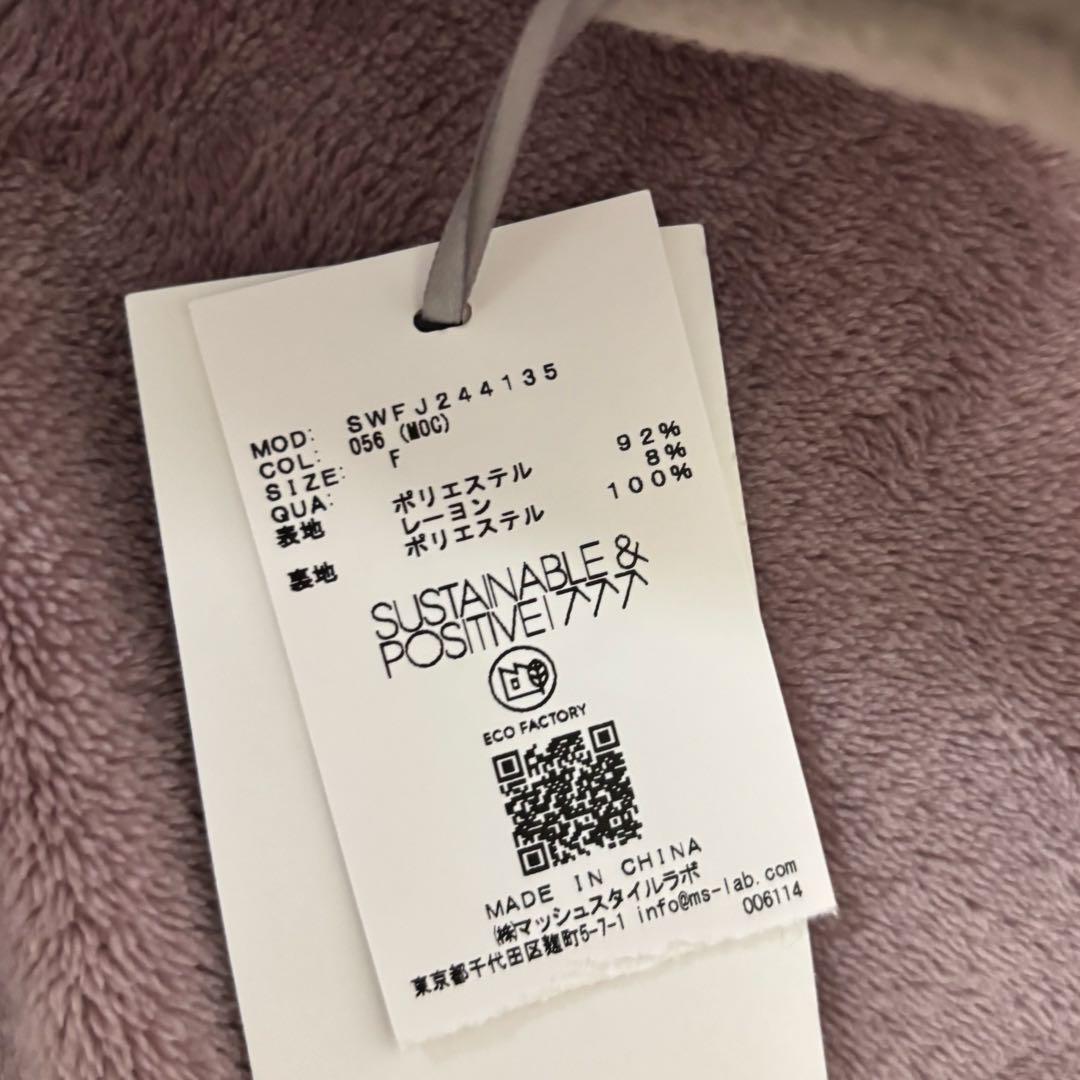 MOD: SWFJ244135
COL: 056 (MOC)
SIZE: F
QUA:
表地 ポリエステル 92%
レーヨン 8%
裏地 ポリエステル 100%
SUSTAINABLE &
POSITIVE! ↗↗↗
ECO FACTORY
MADE IN CHINA
㈱マッシュスタイルラボ
東京都千代田区麹町5-7-1 info@ms-lab.com
006114